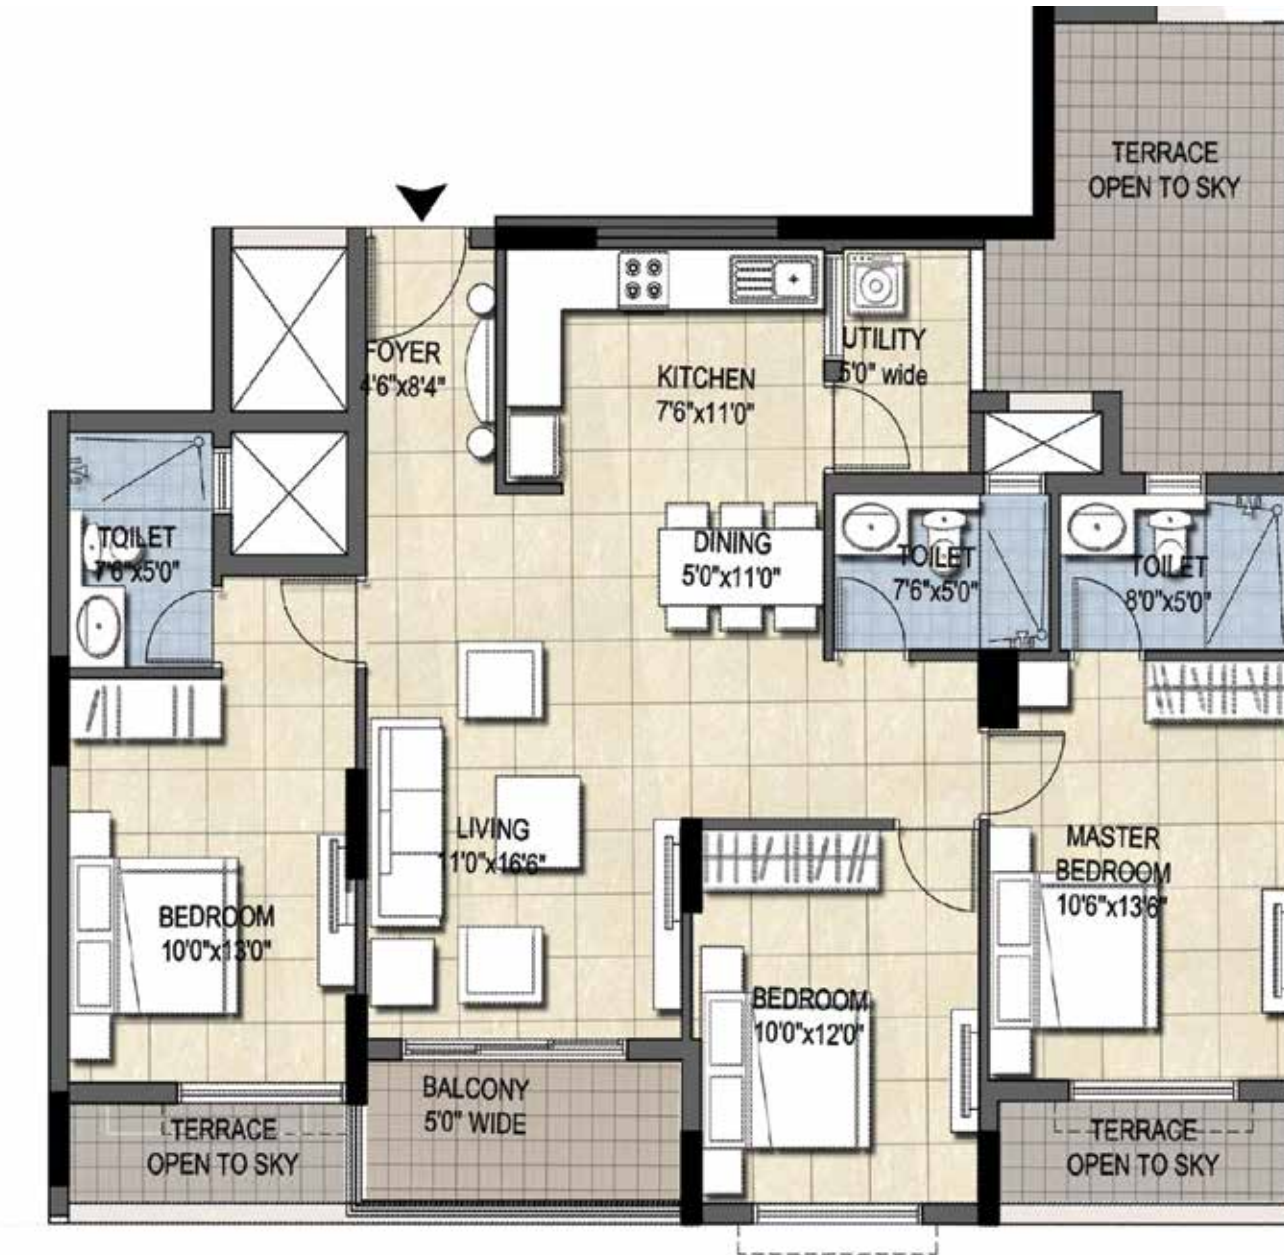 TERRACE
OPEN TO SKY
FOYER
4'6"x8'4"
KITCHEN
7'6"x11'0"
UTILITY
5'0" wide
TOILET
7'6"x5'0"
DINING
5'0"x11'0"
TOILET
7'6"x5'0"
TOILET
8'0"x5'0"
LIVING
11'0"x16'6"
MASTER
BEDROOM
10'6"x13'6"
BEDROOM
10'0"x13'0"
BEDROOM
10'0"x12'0"
BALCONY
5'0" WIDE
TERRACE
OPEN TO SKY
TERRACE
OPEN TO SKY